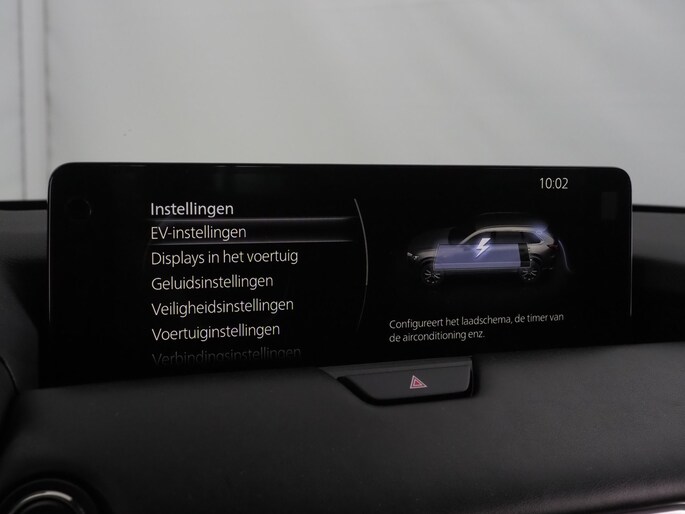 10:02
Instellingen
EV-instellingen
Displays in het voertuig
Geluidsinstellingen
Veiligheidsinstellingen
Voertuiginstellingen
Verbindingsinstellingen
Configureert het laadschema, de timer van
de airconditioning enz.